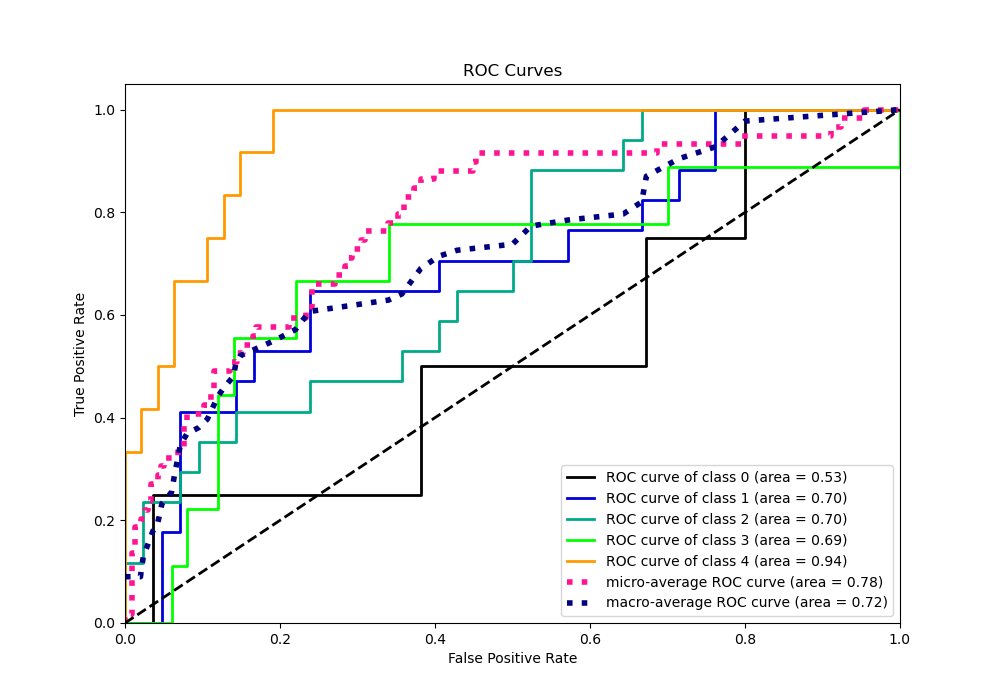 ROC Curves
1.0
0.8
0.6
0.4
0.2
0.0
True Positive Rate
0.0 0.2 0.4 0.6 0.8 1.0
False Positive Rate
ROC curve of class 0 (area = 0.53)
ROC curve of class 1 (area = 0.70)
ROC curve of class 2 (area = 0.70)
ROC curve of class 3 (area = 0.69)
ROC curve of class 4 (area = 0.94)
micro-average ROC curve (area = 0.78)
macro-average ROC curve (area = 0.72)